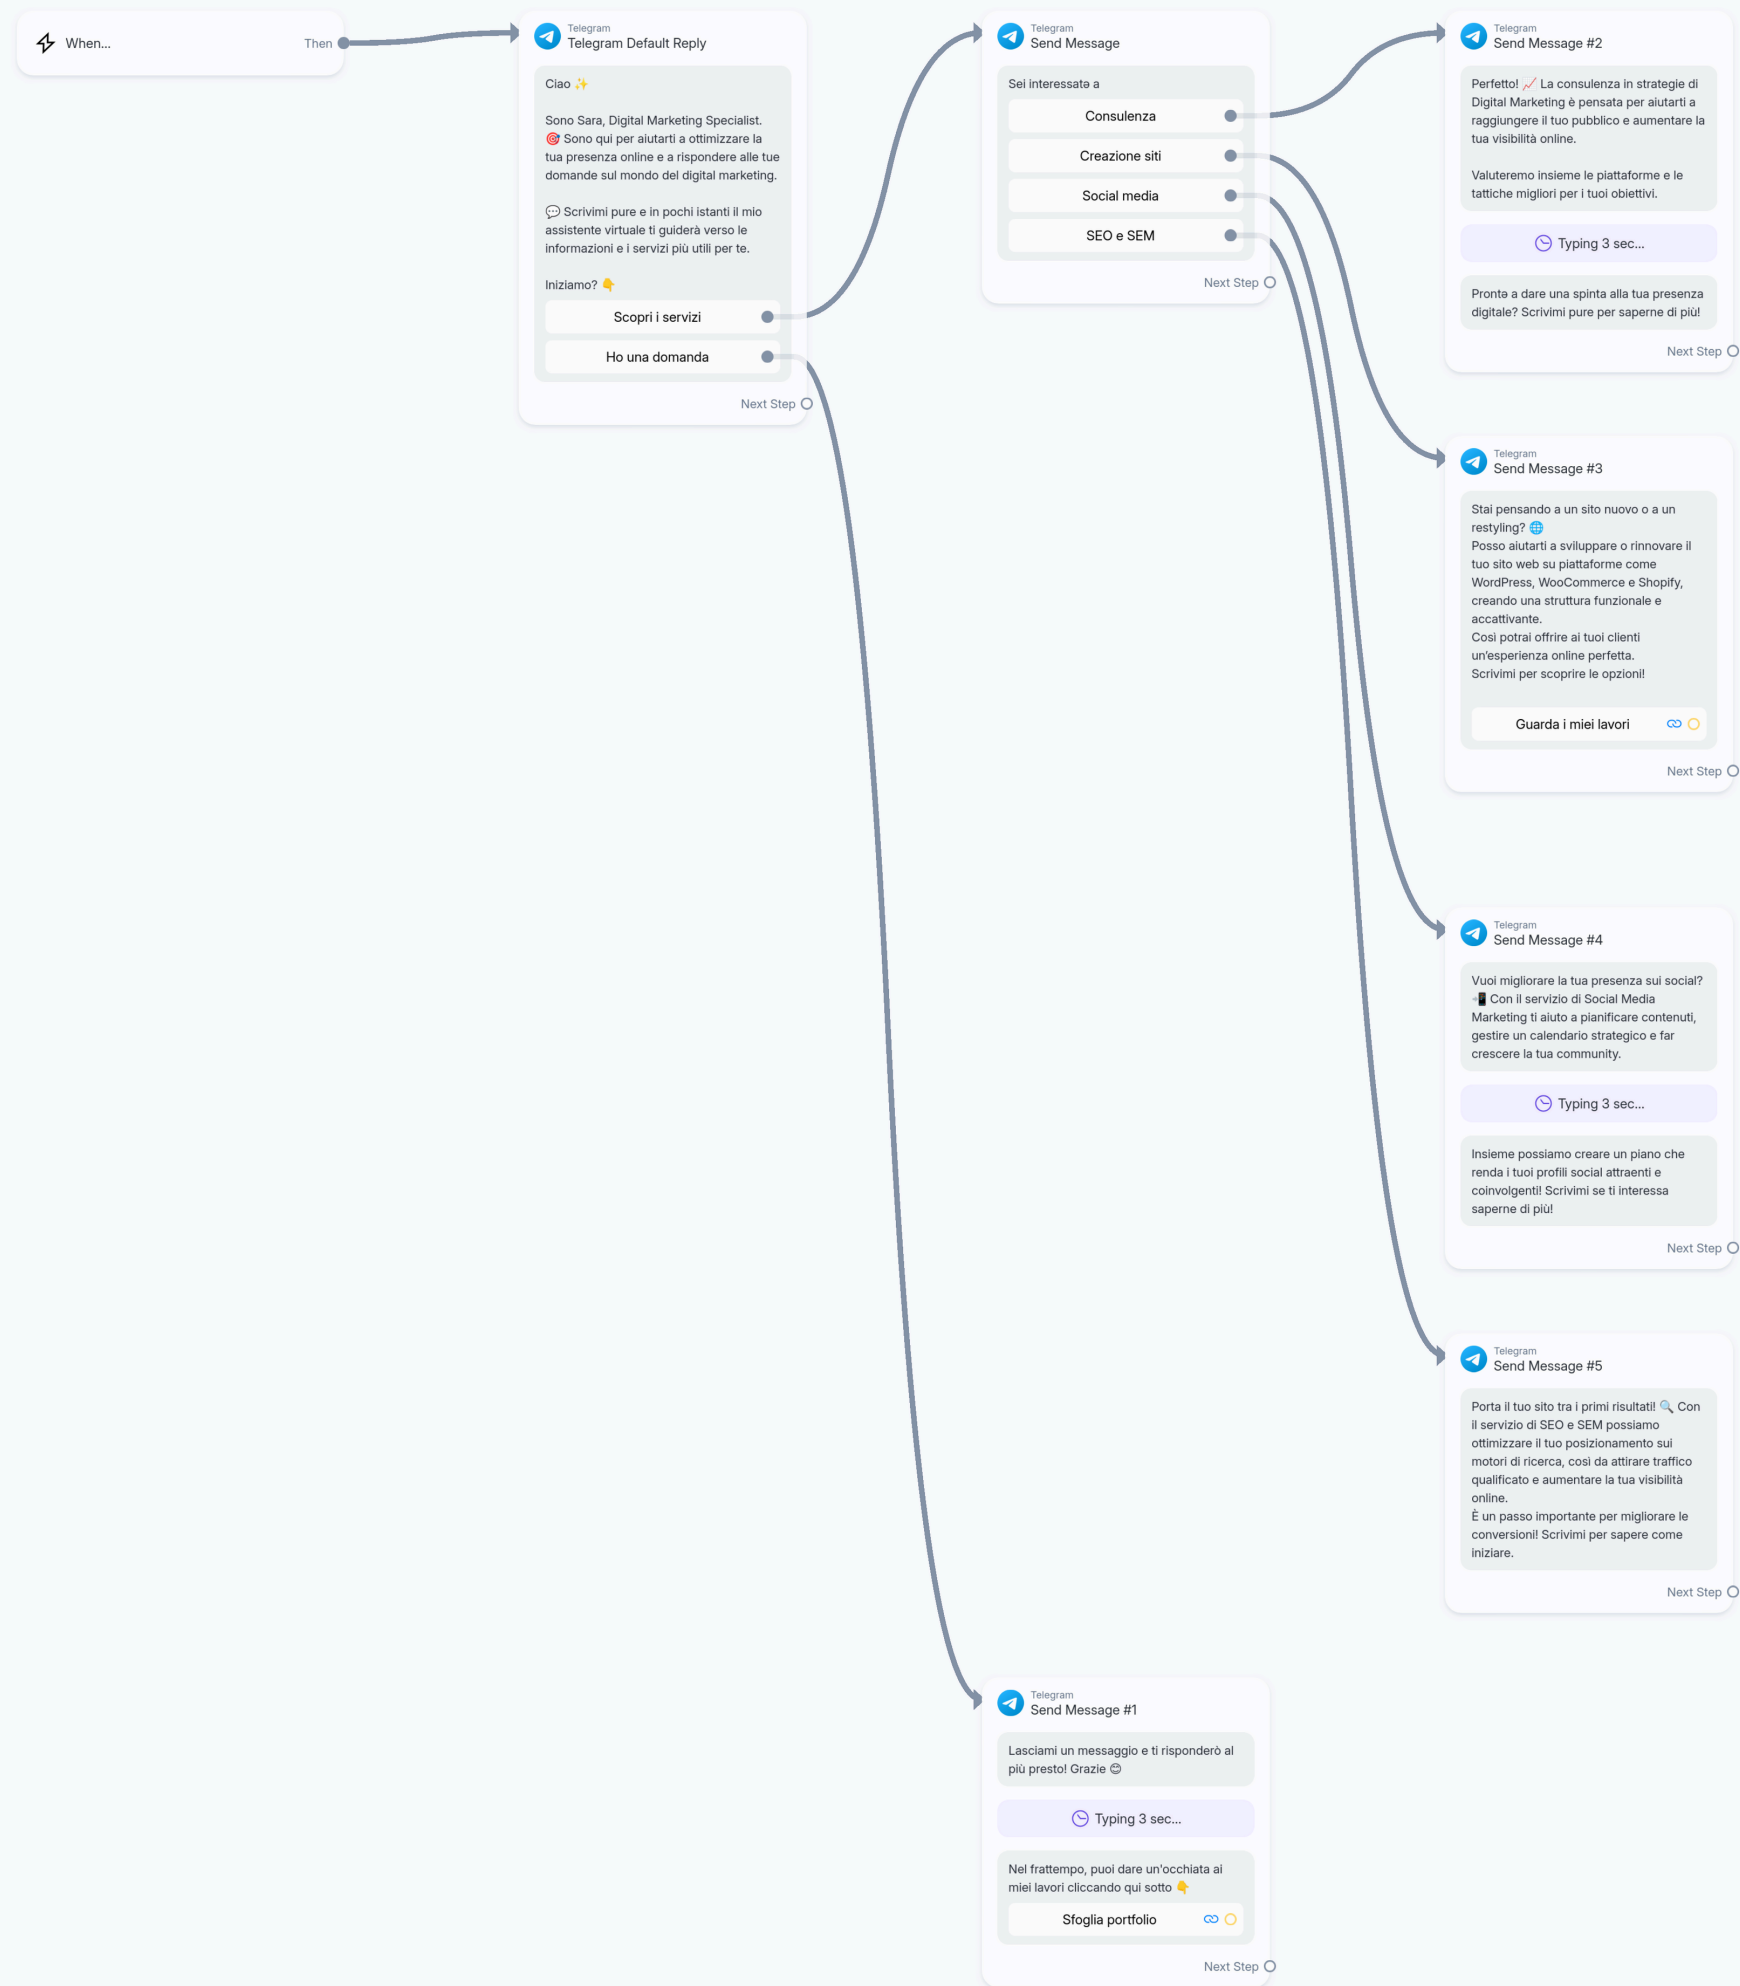 When...
Then
Telegram
Telegram Default Reply
Ciao ✨
Sono Sara, Digital Marketing Specialist.
🎯 Sono qui per aiutarti a ottimizzare la
tua presenza online e a rispondere alle tue
domande sul mondo del digital marketing.
💬 Scrivimi pure e in pochi istanti il mio
assistente virtuale ti guiderà verso le
informazioni e i servizi più utili per te.
Iniziamo? 👇
Scopri i servizi
Ho una domanda
Next Step
Telegram
Send Message
Sei interessatə a
Consulenza
Creazione siti
Social media
SEO e SEM
Next Step
Telegram
Send Message #2
Perfetto! 📈 La consulenza in strategie di
Digital Marketing è pensata per aiutarti a
raggiungere il tuo pubblico e aumentare la
tua visibilità online.
Valuteremo insieme le piattaforme e le
tattiche migliori per i tuoi obiettivi.
Typing 3 sec...
Prontə a dare una spinta alla tua presenza
digitale? Scrivimi pure per saperne di più!
Next Step
Telegram
Send Message #3
Stai pensando a un sito nuovo o a un
restyling? 🌐
Posso aiutarti a sviluppare o rinnovare il
tuo sito web su piattaforme come
WordPress, WooCommerce e Shopify,
creando una struttura funzionale e
accattivante.
Così potrai offrire ai tuoi clienti
un'esperienza online perfetta.
Scrivimi per scoprire le opzioni!
Guarda i miei lavori
Next Step
Telegram
Send Message #4
Vuoi migliorare la tua presenza sui social?
📲 Con il servizio di Social Media
Marketing ti aiuto a pianificare contenuti,
gestire un calendario strategico e far
crescere la tua community.
Typing 3 sec...
Insieme possiamo creare un piano che
renda i tuoi profili social attraenti e
coinvolgenti! Scrivimi se ti interessa
saperne di più!
Next Step
Telegram
Send Message #5
Porta il tuo sito tra i primi risultati! 🔍 Con
il servizio di SEO e SEM possiamo
ottimizzare il tuo posizionamento sui
motori di ricerca, così da attirare traffico
qualificato e aumentare la tua visibilità
online.
È un passo importante per migliorare le
conversioni! Scrivimi per sapere come
iniziare.
Next Step
Telegram
Send Message #1
Lasciami un messaggio e ti risponderò al
più presto! Grazie 😊
Typing 3 sec...
Nel frattempo, puoi dare un'occhiata ai
miei lavori cliccando qui sotto 👇
Sfoglia portfolio
Next Step